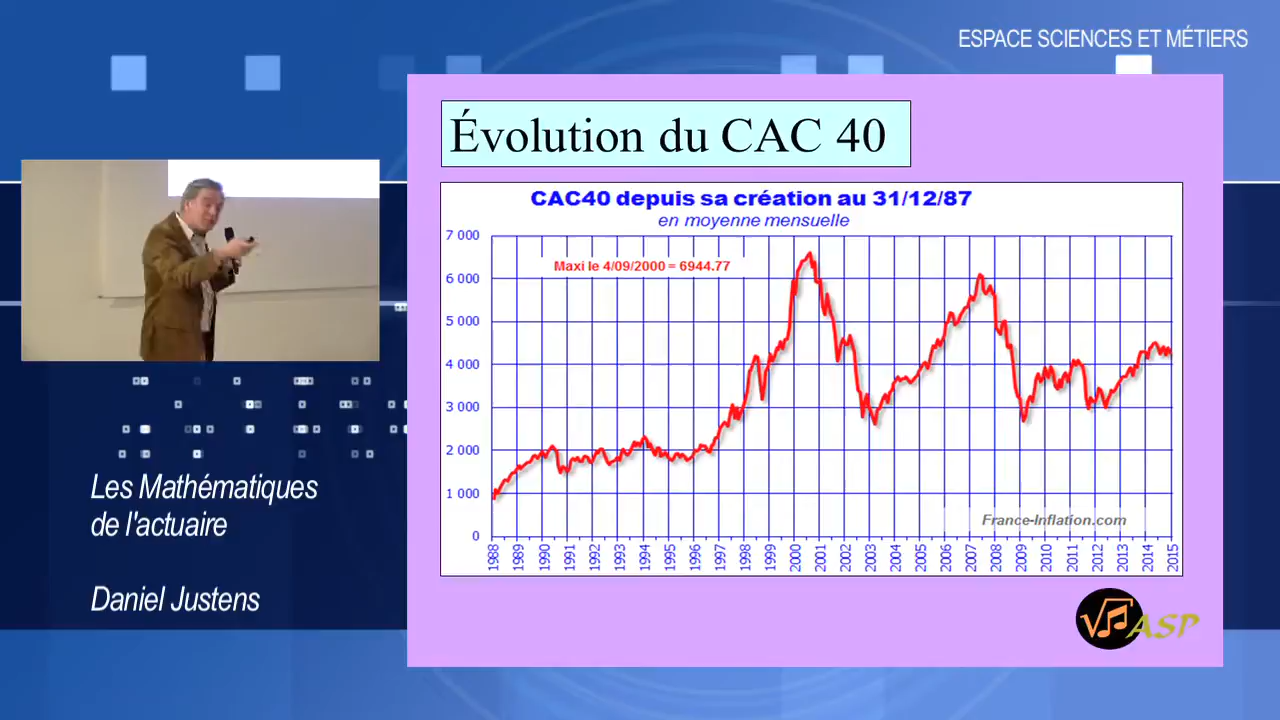 ESPACE SCIENCES ET MÉTIERS
Évolution du CAC 40
CAC40 depuis sa création au 31/12/87
en moyenne mensuelle
7 000
Maxi le 4/09/2000 = 6944.77
6 000
5 000
4 000
3 000
2 000
1 000
France-Inflation.com
0
1988 1989 1990 1991 1992 1993 1994 1995 1996 1997 1998 1999 2000 2001 2002 2003 2004 2005 2006 2007 2008 2009 2010 2011 2012 2013 2014 2015
Les Mathématiques
de l'actuaire
Daniel Justens
ASP